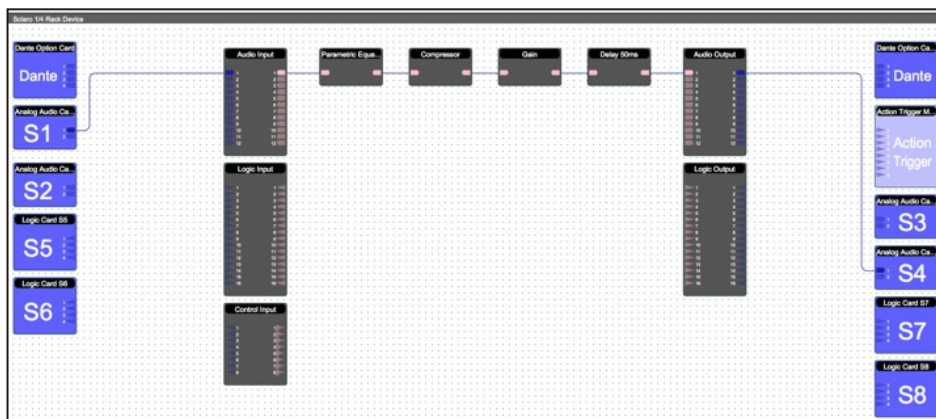 Solaro 1/4 Rack Device
Dante Option Card
Dante
Analog Audio Ca...
S1
Analog Audio Ca...
S2
Logic Card S5
S5
Logic Card S6
S6
Audio Input
Logic Input
Control Input
Parametric Equa...
Compressor
Gain
Delay 50ms
Audio Output
Logic Output
Dante Option Ca...
Dante
Action Trigger M...
Action
Trigger
Analog Audio Ca...
S3
Analog Audio Ca...
S4
Logic Card S7
S7
Logic Card S8
S8